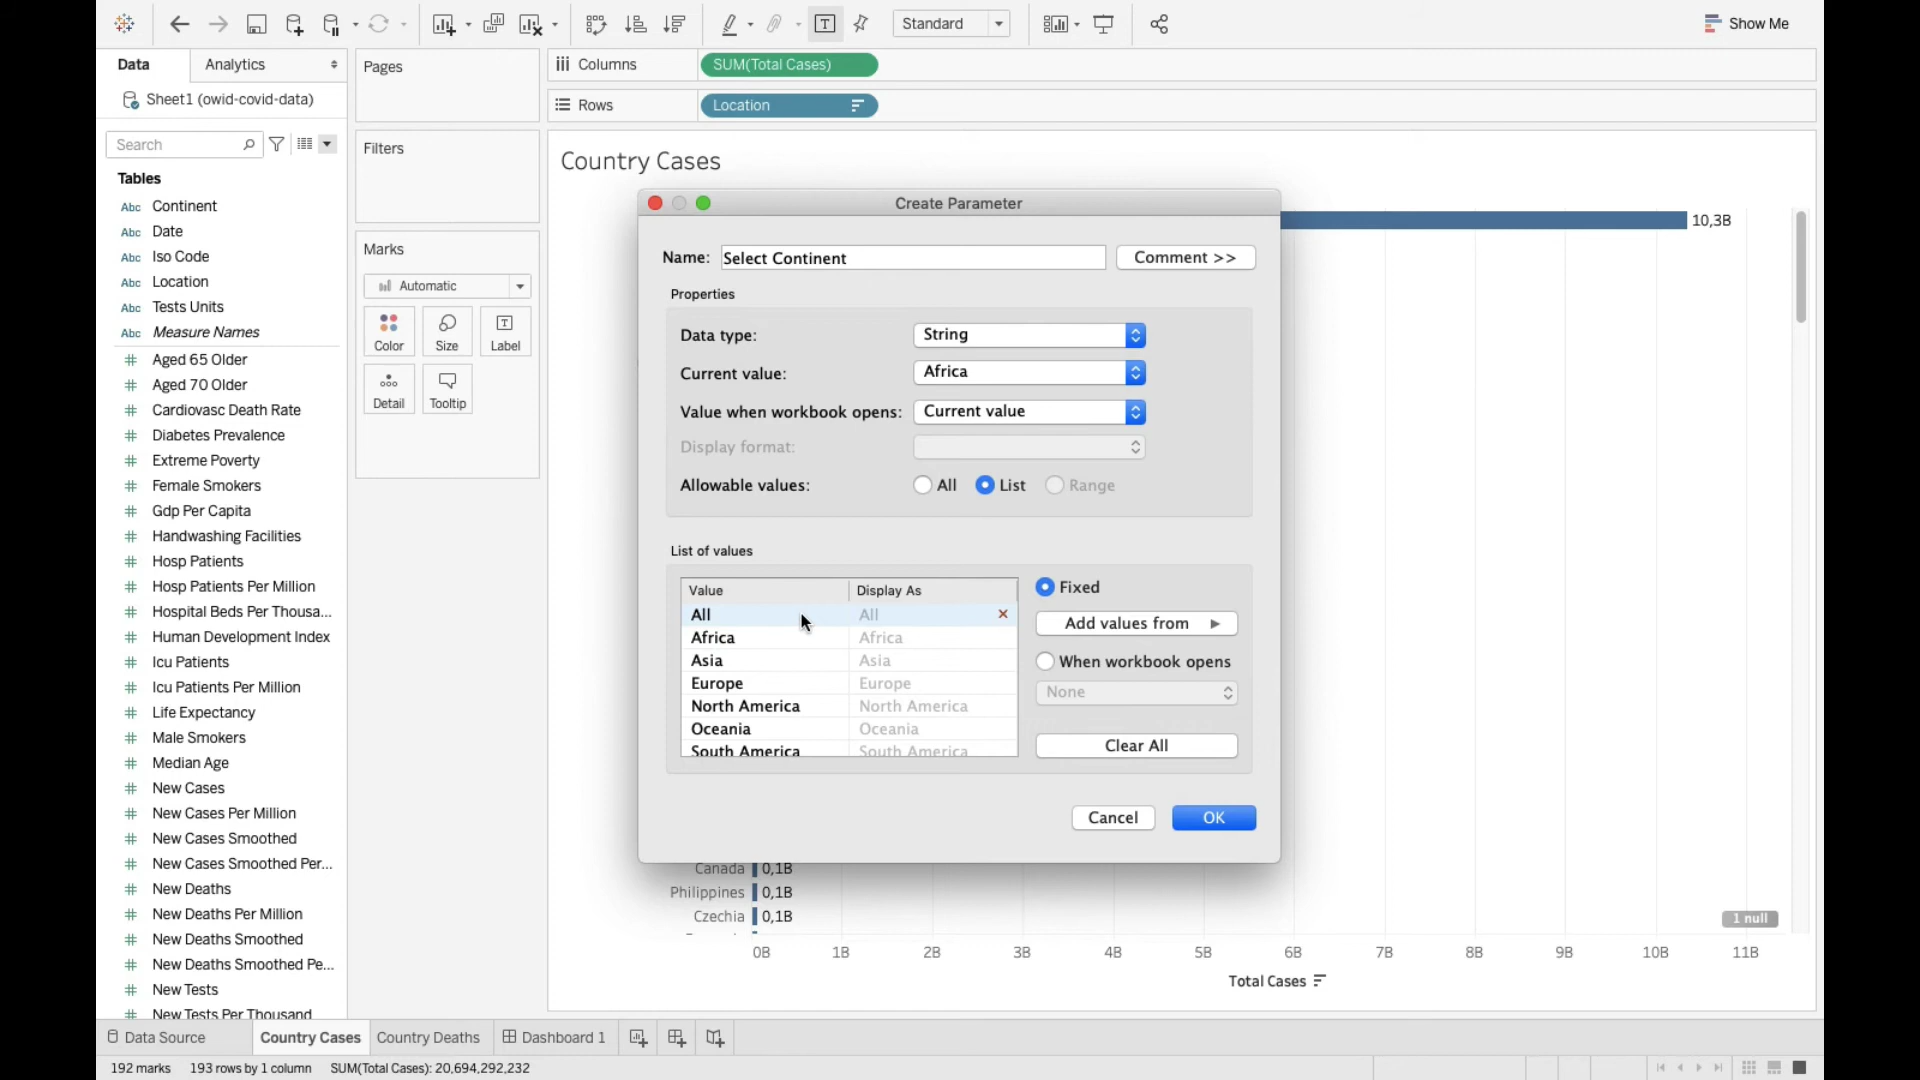 Standard
Show Me
Data
Analytics
Pages
Columns
SUM(Total Cases)
Sheet1 (owid-covid-data)
Rows
Location
Search
Filters
Country Cases
Tables
Abc Continent
Abc Date
Abc Iso Code
Abc Location
Abc Tests Units
Abc Measure Names
# Aged 65 Older
# Aged 70 Older
# Cardiovasc Death Rate
# Diabetes Prevalence
# Extreme Poverty
# Female Smokers
# Gdp Per Capita
# Handwashing Facilities
# Hosp Patients
# Hosp Patients Per Million
# Hospital Beds Per Thousa...
# Human Development Index
# Icu Patients
# Icu Patients Per Million
# Life Expectancy
# Male Smokers
# Median Age
# New Cases
# New Cases Per Million
# New Cases Smoothed
# New Cases Smoothed Per...
# New Deaths
# New Deaths Per Million
# New Deaths Smoothed
# New Deaths Smoothed Pe...
# New Tests
# New Tests Per Thousand
Marks
Automatic
Color
Size
T
Label
Detail
Tooltip
Create Parameter
Name: Select Continent
Comment >>
Properties
Data type: String
Current value: Africa
Value when workbook opens: Current value
Display format:
Allowable values: All List Range
List of values
Value Display As
All All
Africa Africa
Asia Asia
Europe Europe
North America North America
Oceania Oceania
South America South America
Fixed
Add values from
When workbook opens
None
Clear All
Cancel
OK
10,3B
Canada 0,1B
Philippines 0,1B
Czechia 0,1B
1 null
0B 1B 2B 3B 4B 5B 6B 7B 8B 9B 10B 11B
Total Cases
Data Source
Country Cases
Country Deaths
Dashboard 1
192 marks 193 rows by 1 column SUM(Total Cases): 20,694,292,232